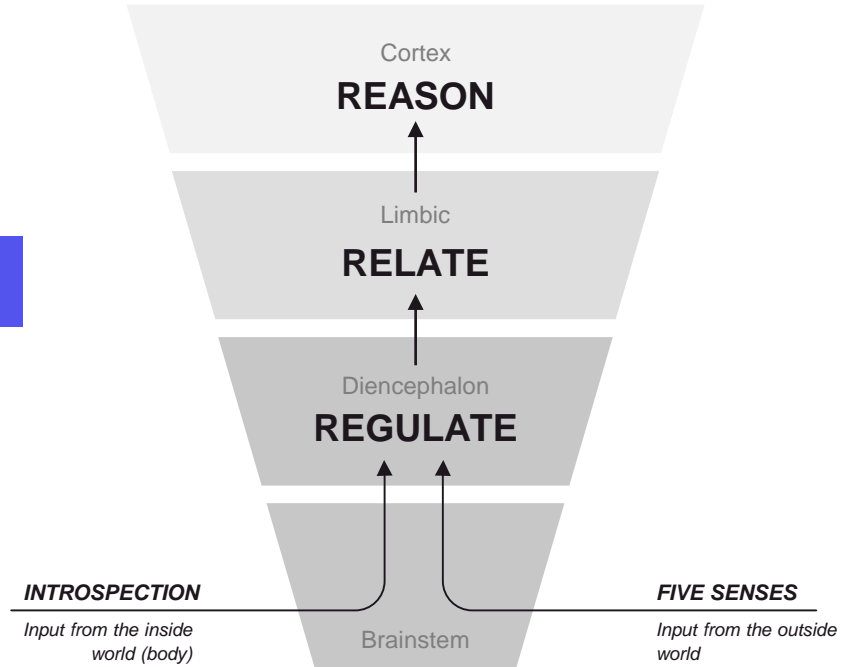 Cortex
REASON
Limbic
RELATE
Diencephalon
REGULATE
INTROSPECTION
Input from the inside
world (body)
Brainstem
FIVE SENSES
Input from the outside
world